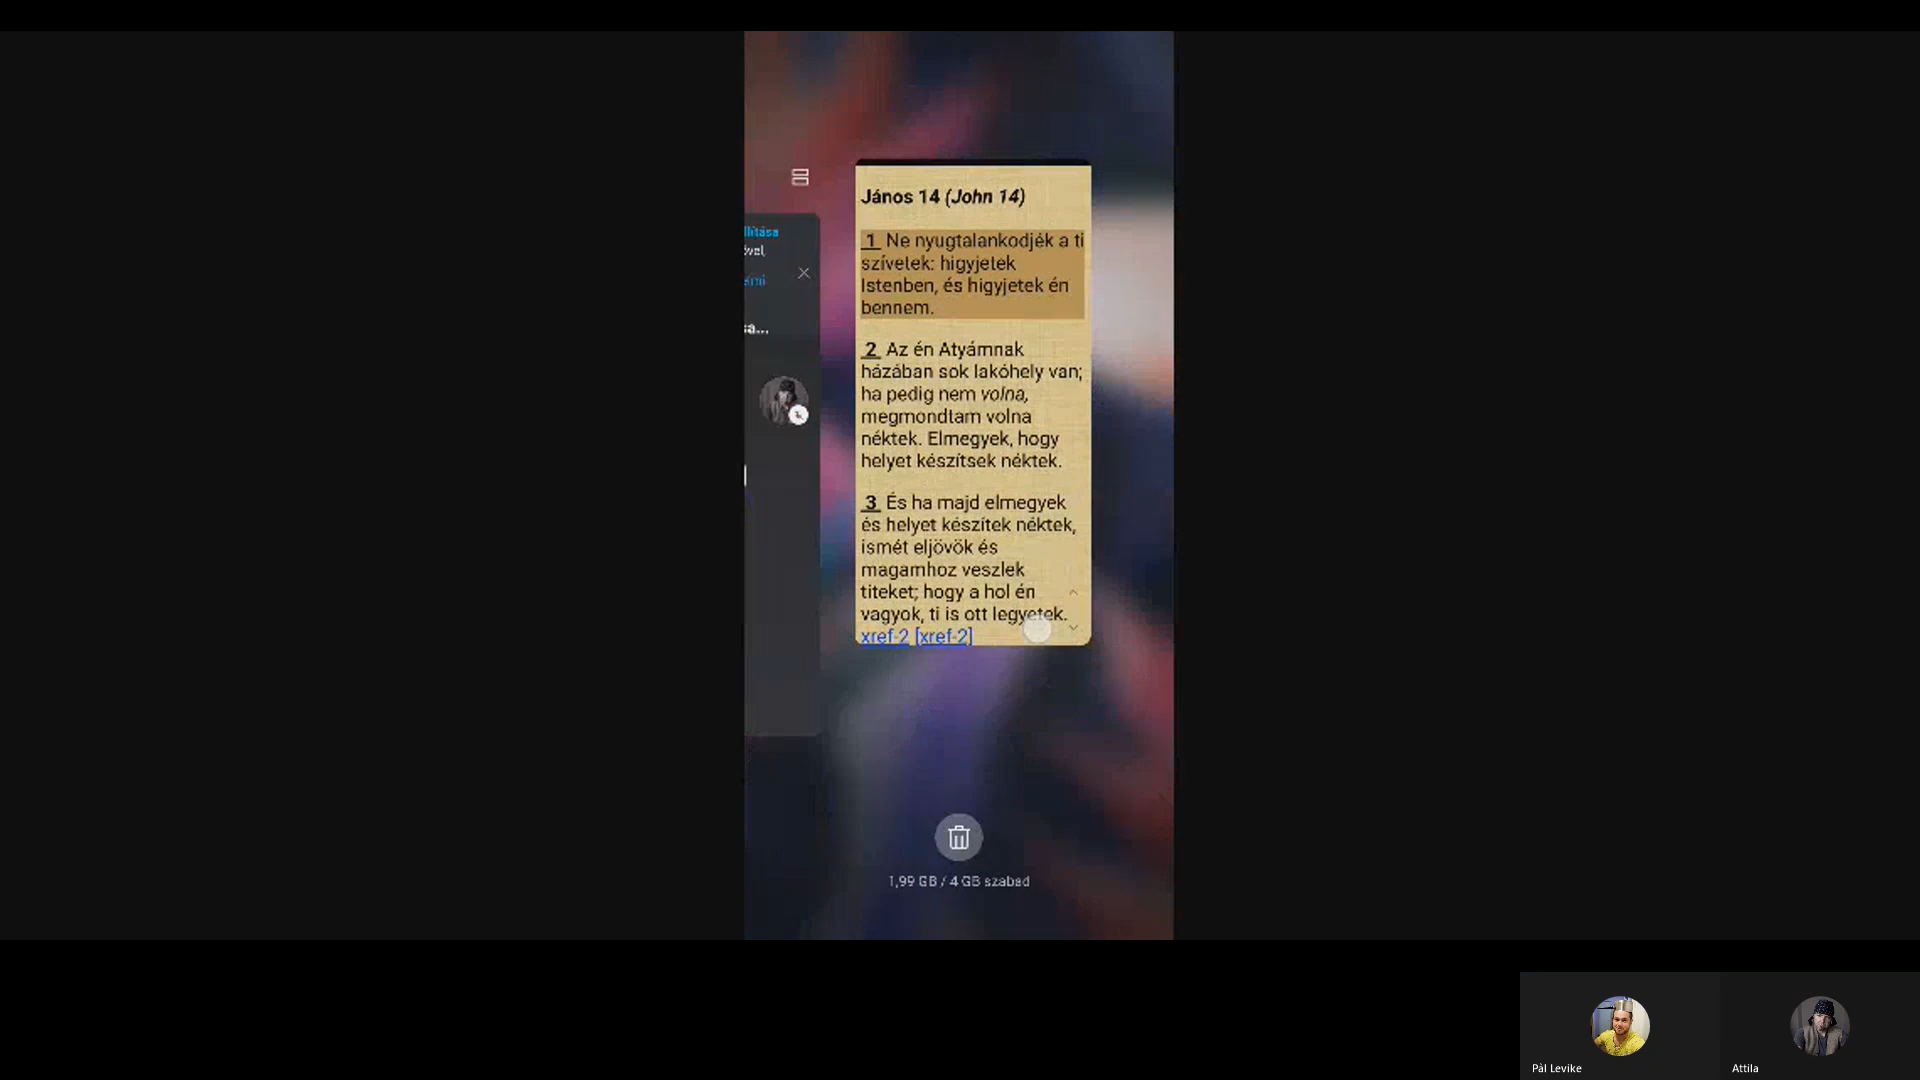 János 14 (John 14)
1 Ne nyugtalankodjék a ti
szívetek: higyjetek
Istenben, és higyjetek én
bennem.
2 Az én Atyámnak
házában sok lakóhely van;
ha pedig nem volna,
megmondtam volna
néktek. Elmegyek, hogy
helyet készítsek néktek.
3 És ha majd elmegyek
és helyet készítek néktek,
ismét eljövök és
magamhoz veszlek
titeket; hogy a hol én
vagyok, ti is ott legyetek.
xref-2 [xref-2]
1,99 GB / 4 GB szabad
Pàl Levike
Attila